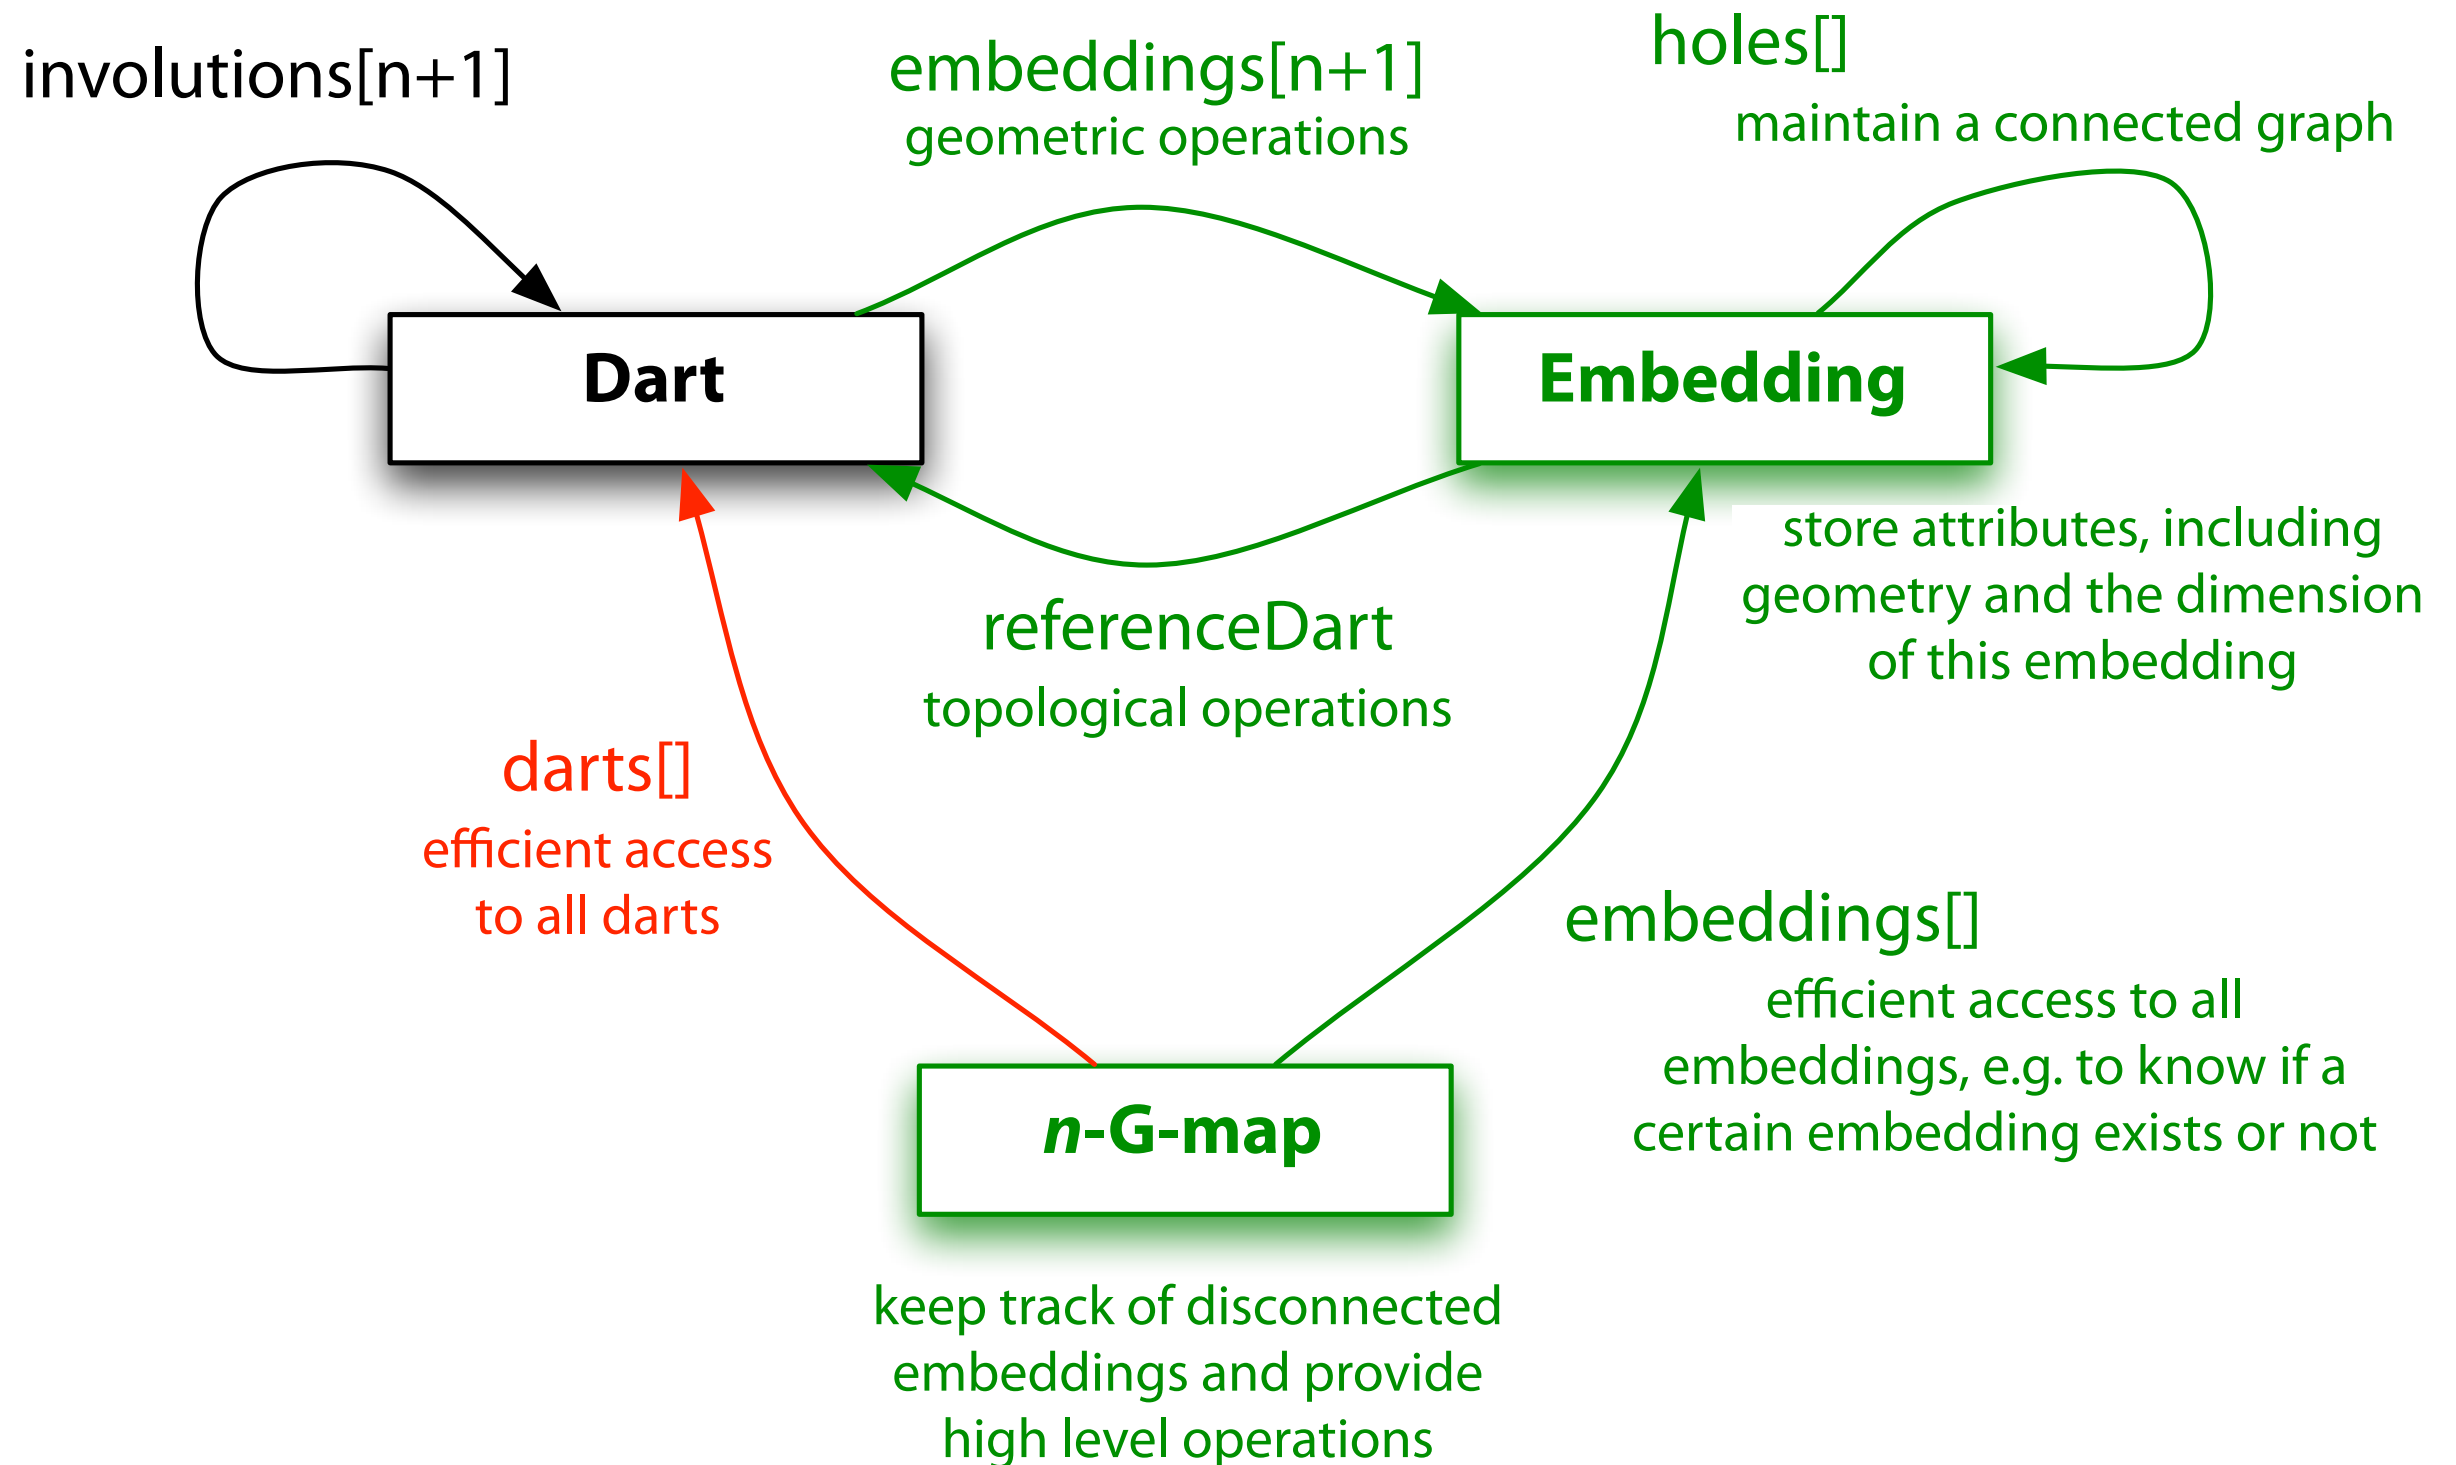 involutions[n+1]
embeddings[n+1]
geometric operations
holes[]
maintain a connected graph
Dart
Embedding
store attributes, including
geometry and the dimension
of this embedding
referenceDart
topological operations
darts[]
efficient access
to all darts
embeddings[]
efficient access to all
embeddings, e.g. to know if a
certain embedding exists or not
n-G-map
keep track of disconnected
embeddings and provide
high level operations